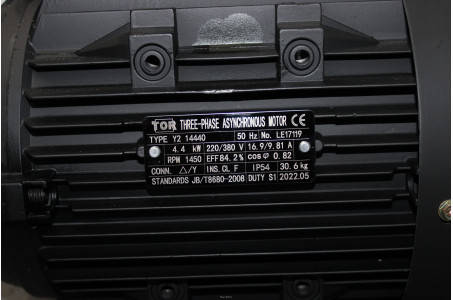 TOR THREE-PHASE ASYNCHRONOUS MOTOR CE
TYPE Y2 14440 50 Hz No. LE17119
4.4 kW 220/380 V 16.9/9.81 A
RPM 1450 EFF 84.2% cosφ 0.82
CONN. △/Y INS.CL F IP54 30.6 kg
STANDARDS JB/T8680-2008 DUTY S1 2022.05